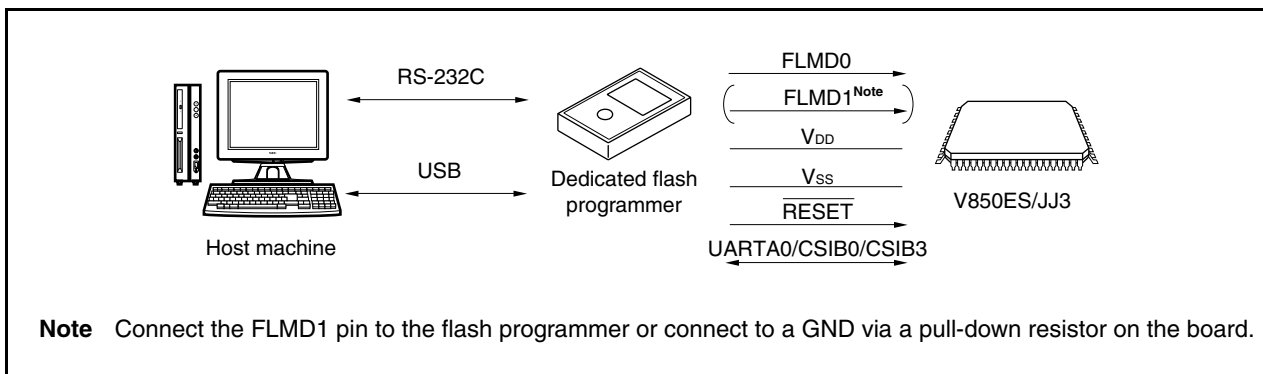 RS-232C
USB
Host machine
Dedicated flash
programmer
FLMD0
FLMD1Note
VDD
VSS
RESET
UARTA0/CSIB0/CSIB3
V850ES/JJ3
Note Connect the FLMD1 pin to the flash programmer or connect to a GND via a pull-down resistor on the board.